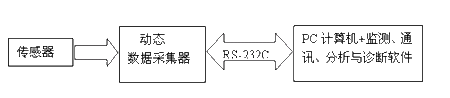 传感器
动态
数据采集器
RS-232C
PC 计算机+监测、通
讯、分析与诊断软件